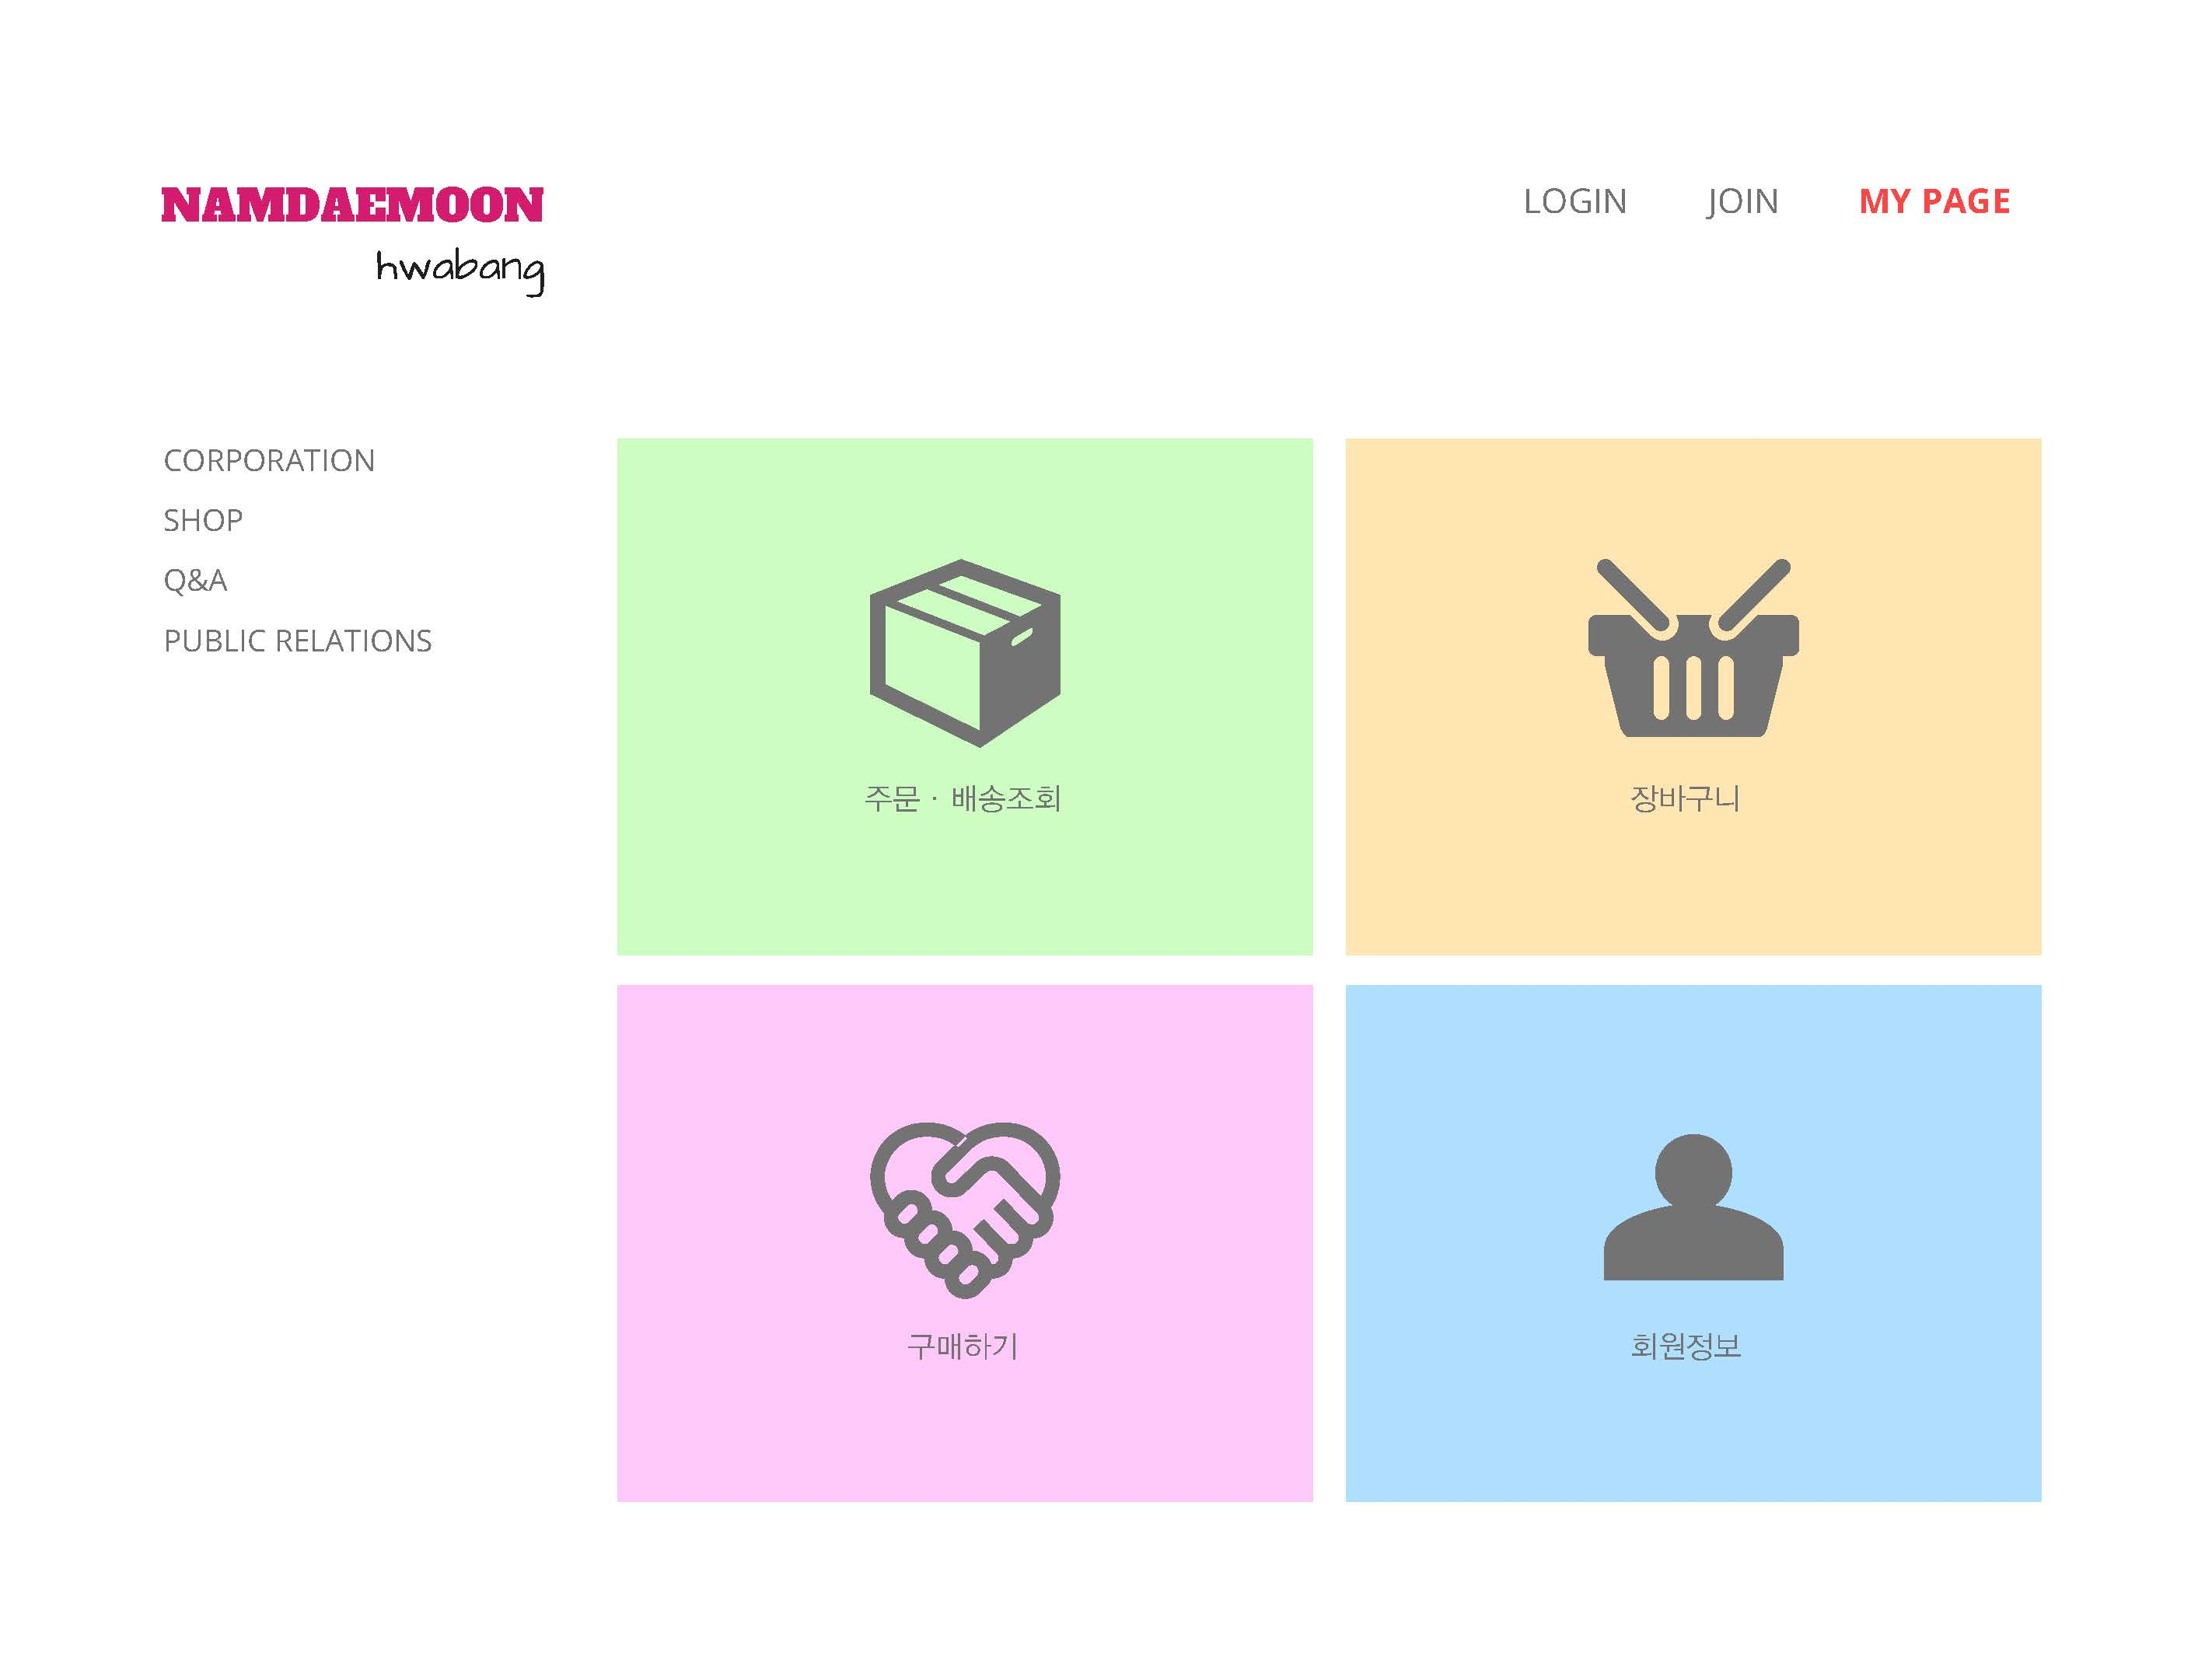 NAMDAEMOON
hwabang
LOGIN JOIN MY PAGE
CORPORATION
SHOP
Q&A
PUBLIC RELATIONS
주문 · 배송조회
장바구니
구매하기
회원정보